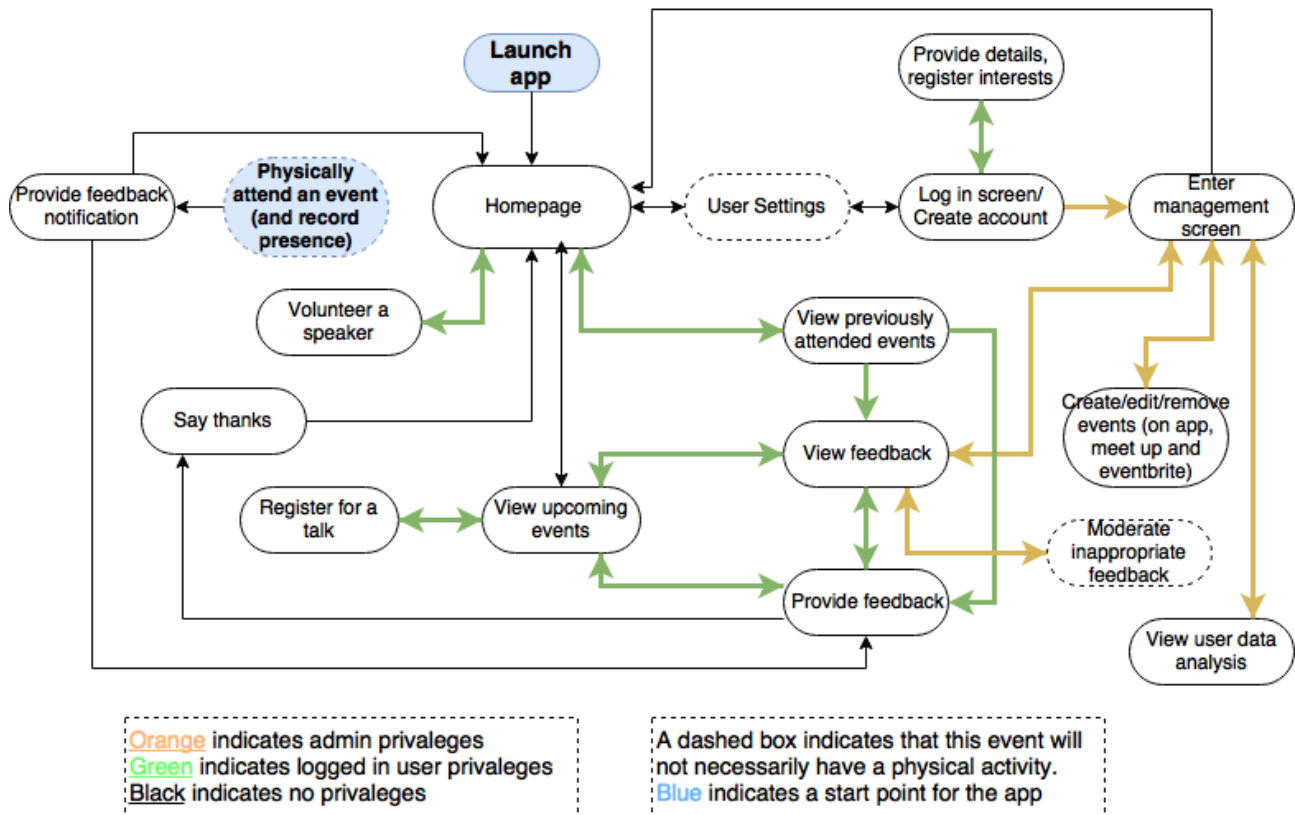 Launch
app
Provide details,
register interests
Physically
attend an event
(and record
presence)
Provide feedback
notification
Homepage
User Settings
Log in screen/
Create account
Enter
management
screen
Volunteer a
speaker
View previously
attended events
Say thanks
View feedback
Create/edit/remove
events (on app,
meet up and
eventbrite)
Register for a
talk
View upcoming
events
Moderate
inappropriate
feedback
Provide feedback
View user data
analysis
Orange indicates admin privaleges
Green indicates logged in user privaleges
Black indicates no privaleges
A dashed box indicates that this event will
not necessarily have a physical activity.
Blue indicates a start point for the app